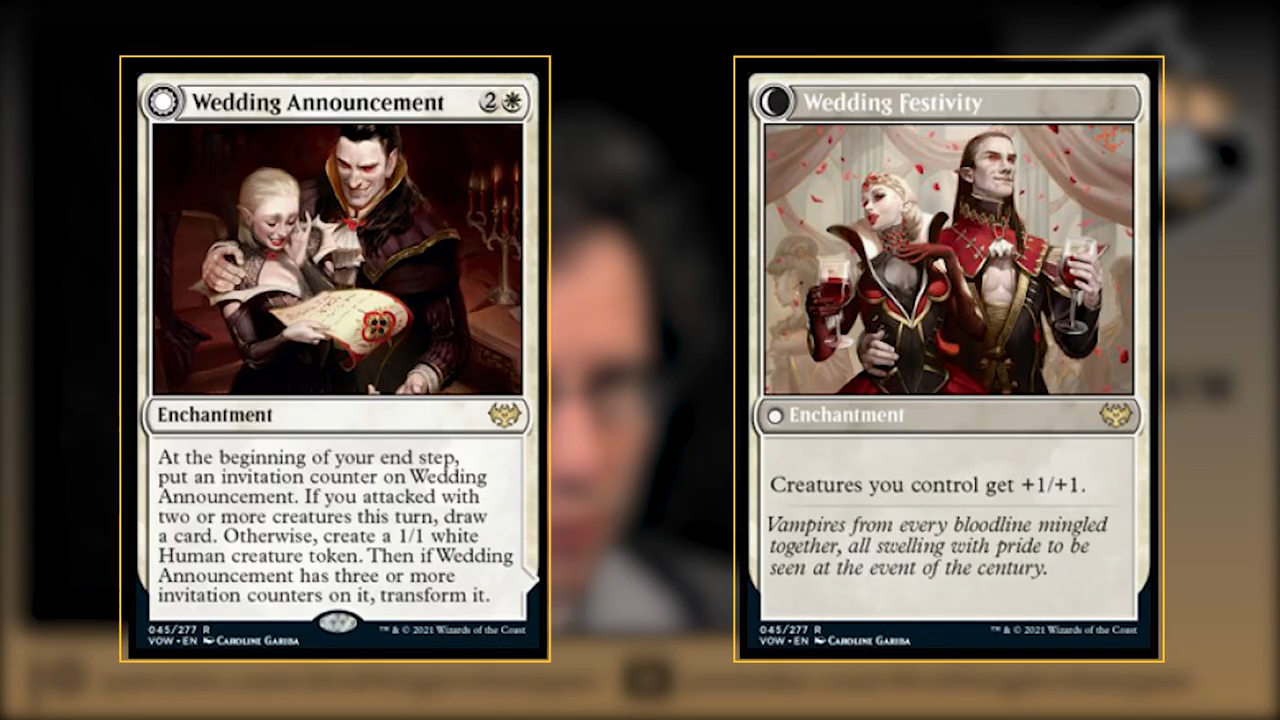 Wedding Announcement 2
Enchantment
At the beginning of your end step,
put an invitation counter on Wedding
Announcement. If you attacked with
two or more creatures this turn, draw
a card. Otherwise, create a 1/1 white
Human creature token. Then if Wedding
Announcement has three or more
invitation counters on it, transform it.
045/277 R
VOW • EN Caroline Gariba
™ & © 2021 Wizards of the Coast
Wedding Festivity
Enchantment
Creatures you control get +1/+1.
Vampires from every bloodline mingled
together, all swelling with pride to be
seen at the event of the century.
045/277 R
VOW • EN Caroline Gariba
™ & © 2021 Wizards of the Coast